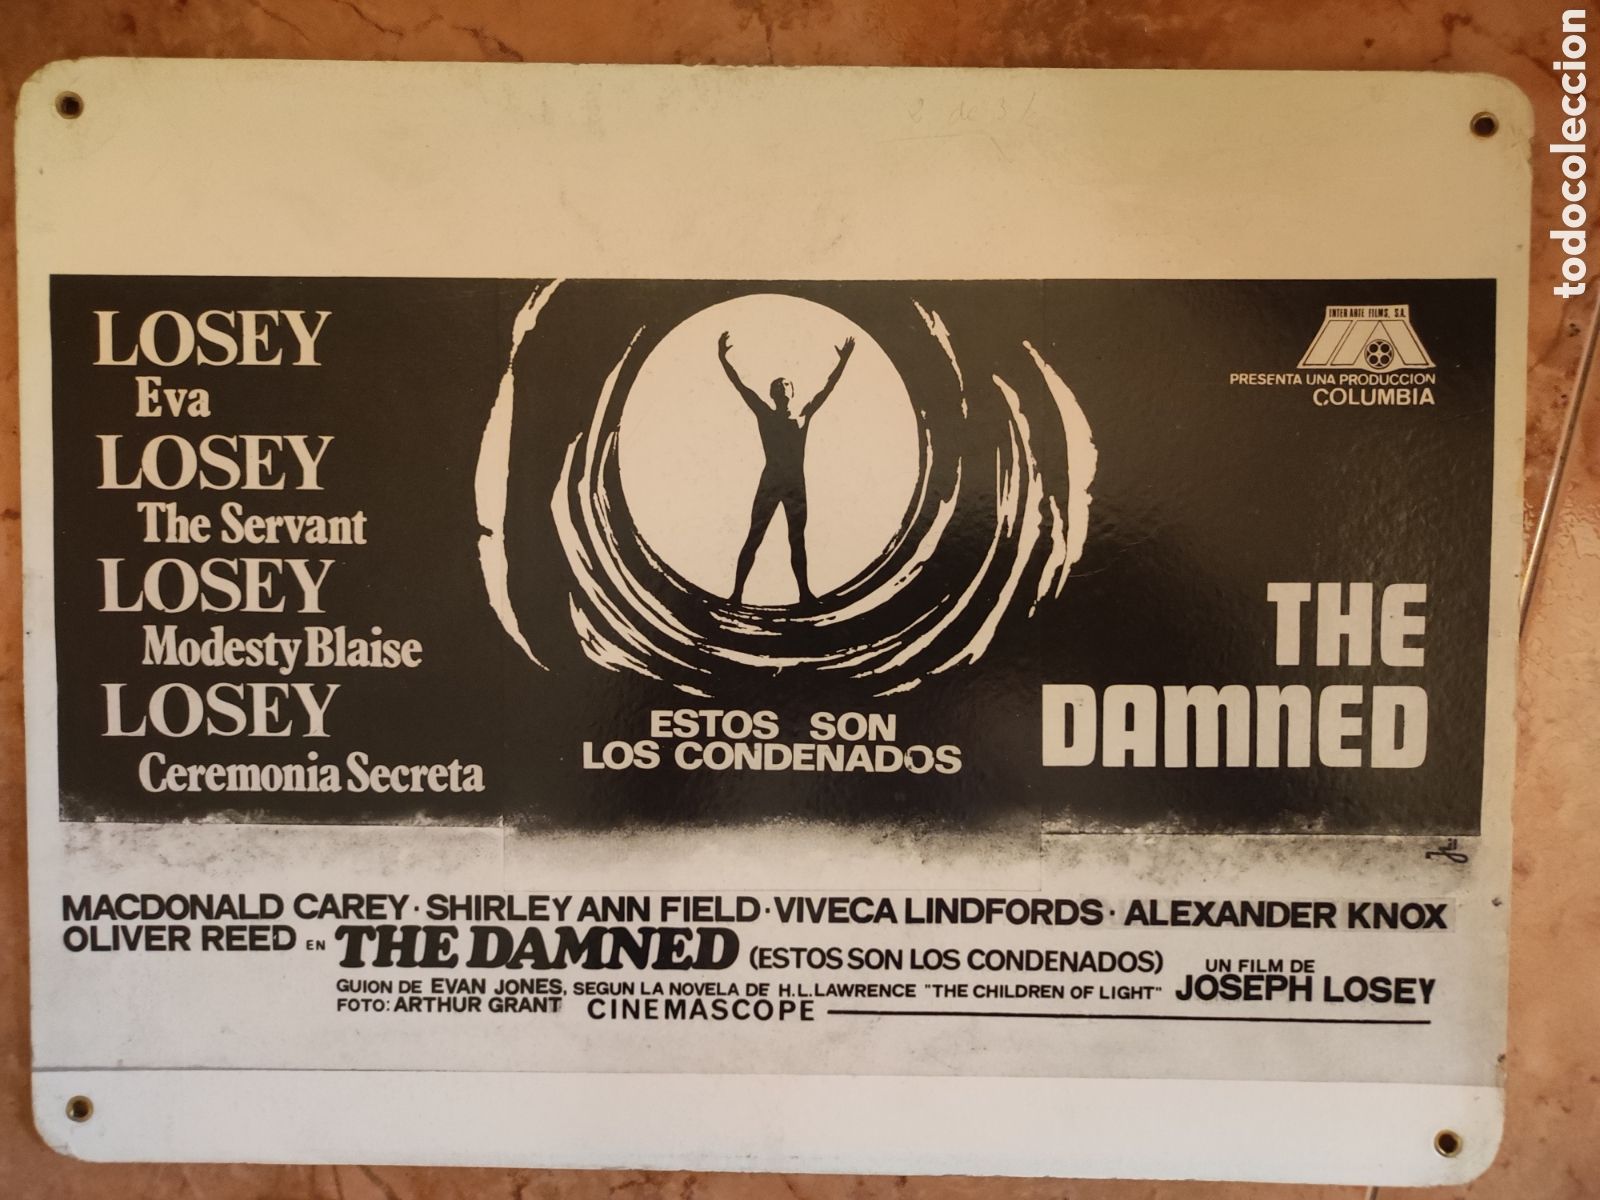 todocoleccion
LOSEY
Eva
LOSEY
The Servant
LOSEY
Modesty Blaise
LOSEY
Ceremonia Secreta
ESTOS SON
LOS CONDENADOS
INTER ARTE FILMS, S.A.
PRESENTA UNA PRODUCCION
COLUMBIA
THE
DAMNED
MACDONALD CAREY · SHIRLEY ANN FIELD · VIVECA LINDFORDS · ALEXANDER KNOX
OLIVER REED EN THE DAMNED (ESTOS SON LOS CONDENADOS) UN FILM DE
JOSEPH LOSEY
GUION DE EVAN JONES, SEGUN LA NOVELA DE H.L. LAWRENCE "THE CHILDREN OF LIGHT"
FOTO: ARTHUR GRANT CINEMASCOPE